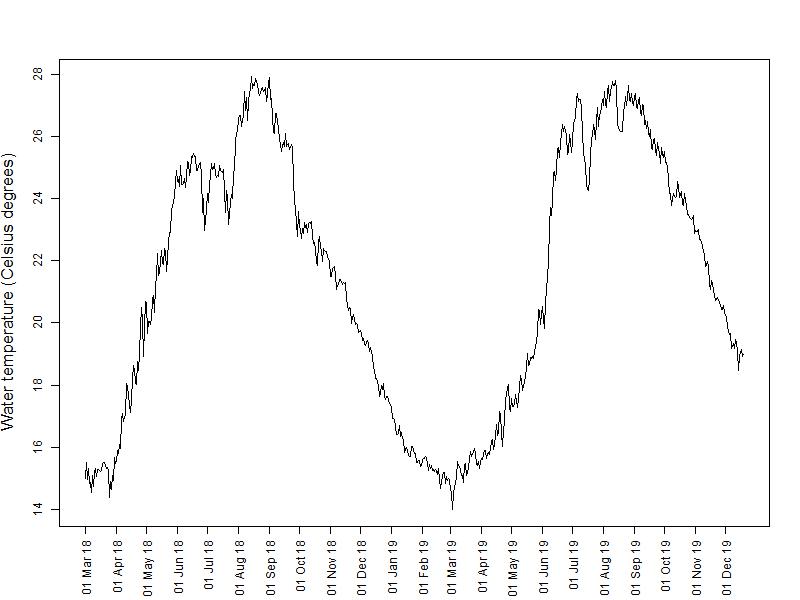 Water temperature (Celsius degrees)
28
26
24
22
20
18
16
14
01 Mar 18
01 Apr 18
01 May 18
01 Jun 18
01 Jul 18
01 Aug 18
01 Sep 18
01 Oct 18
01 Nov 18
01 Dec 18
01 Jan 19
01 Feb 19
01 Mar 19
01 Apr 19
01 May 19
01 Jun 19
01 Jul 19
01 Aug 19
01 Sep 19
01 Oct 19
01 Nov 19
01 Dec 19